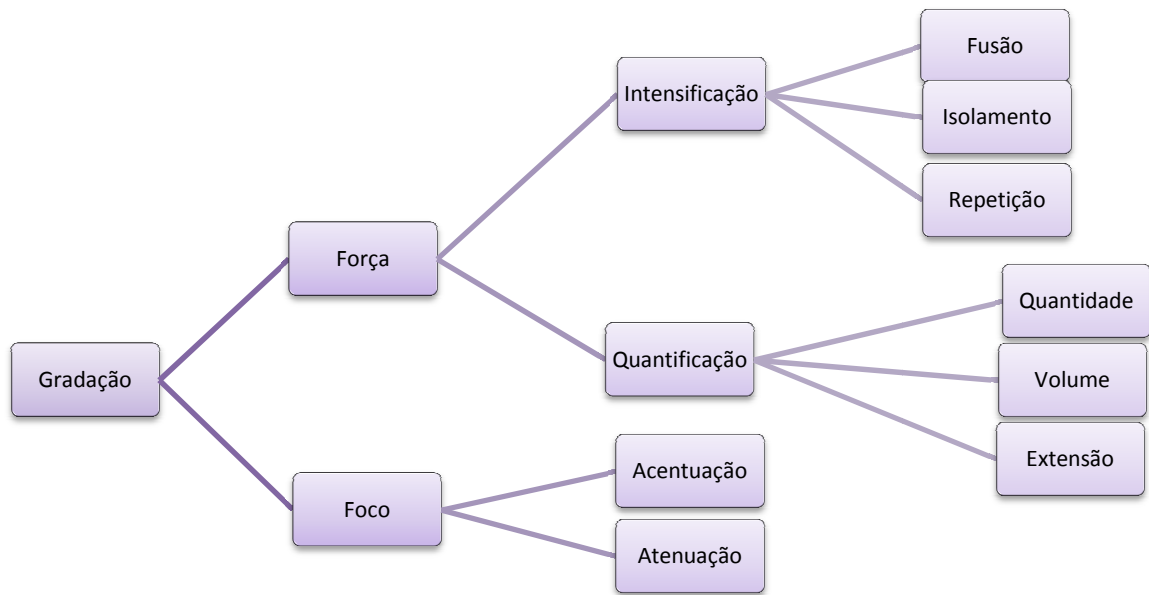 Fusão
Intensificação
Isolamento
Repetição
Força
Quantidade
Quantificação
Volume
Gradação
Extensão
Acentuação
Foco
Atenuação